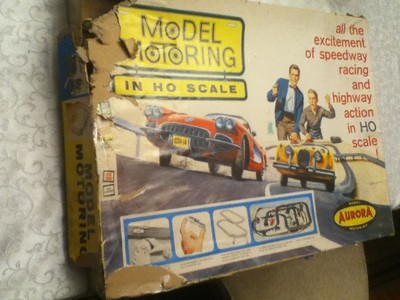 MODEL
MOTORING
IN HO SCALE
all the
excitement
of speedway
racing
and
highway
action
in HO
scale
AURORA
MODEL
MOTORING